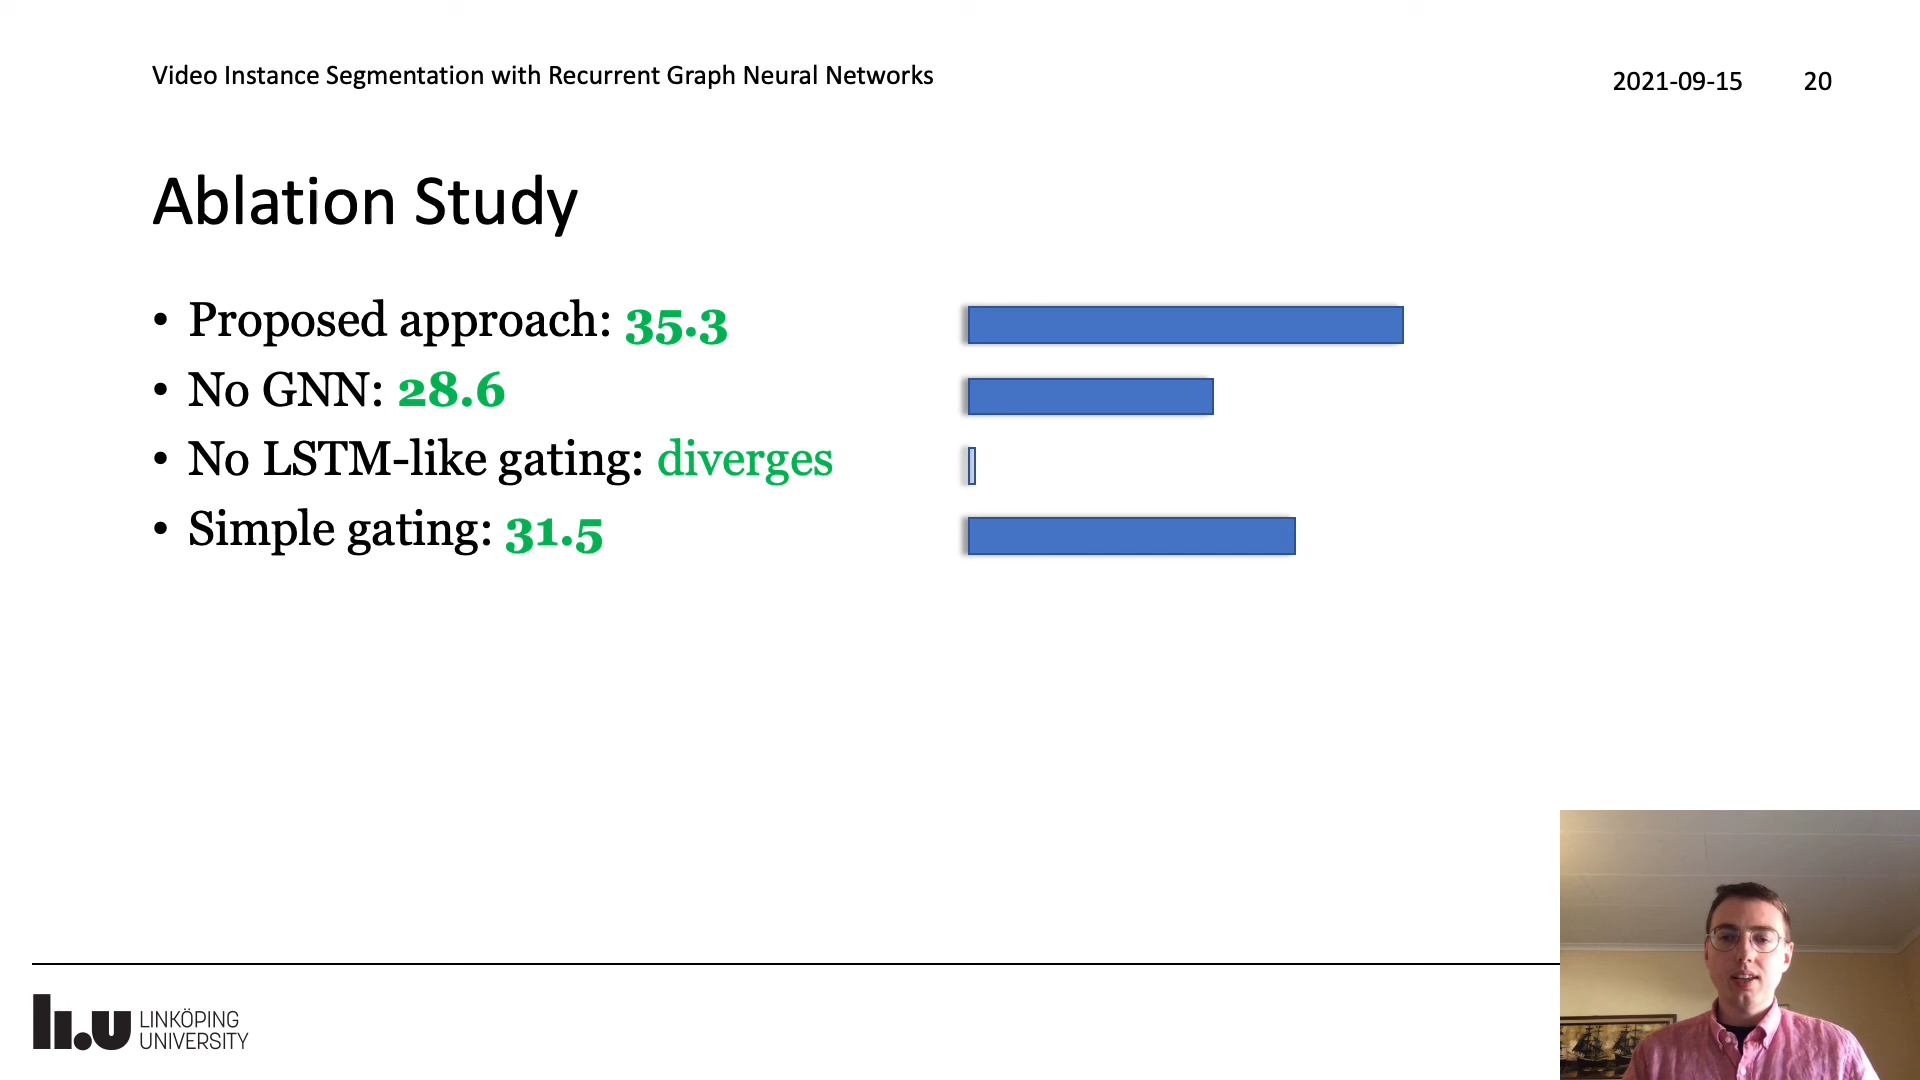 Video Instance Segmentation with Recurrent Graph Neural Networks
2021-09-15 20
Ablation Study
• Proposed approach: 35.3
• No GNN: 28.6
• No LSTM-like gating: diverges
• Simple gating: 31.5
li.u LINKÖPING
UNIVERSITY